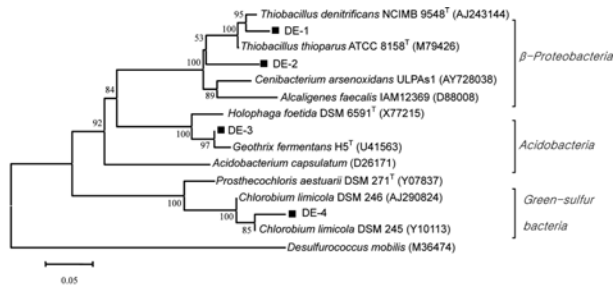 Thiobacillus denitrificans NCIMB 9548T (AJ243144)
95
DE-1
53
100
Thiobacillus thioparus ATCC 8158T (M79426)
β-Proteobacteria
DE-2
100
Cenibacterium arsenoxidans ULPAs1 (AY728038)
84
89
Alcaligenes faecalis IAM12369 (D88008)
Holophaga foetida DSM 6591T (X77215)
92
100
DE-3
97
Geothrix fermentans H5T (U41563)
Acidobacteria
Acidobacterium capsulatum (D26171)
Prosthecochloris aestuarii DSM 271T (Y07837)
100
Chlorobium limicola DSM 246 (AJ290824)
Green-sulfur
bacteria
100
DE-4
85
Chlorobium limicola DSM 245 (Y10113)
Desulfurococcus mobilis (M36474)
0.05